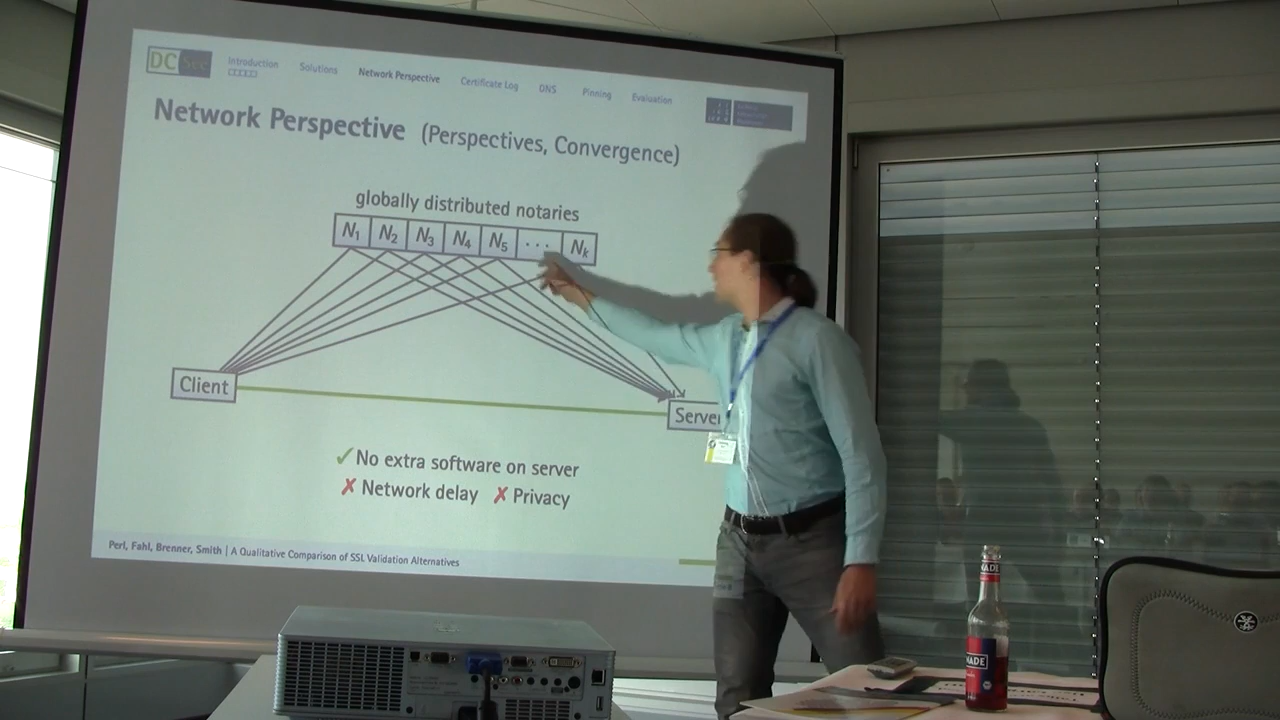 DC Sec
Introduction Solutions Network Perspective Certificate Log DNS Pinning Evaluation
Network Perspective (Perspectives, Convergence)
globally distributed notaries
N1 N2 N3 N4 N5 ... Nk
Client
Server
✓ No extra software on server
✗ Network delay ✗ Privacy
Perl, Fahl, Brenner, Smith | A Qualitative Comparison of SSL Validation Alternatives